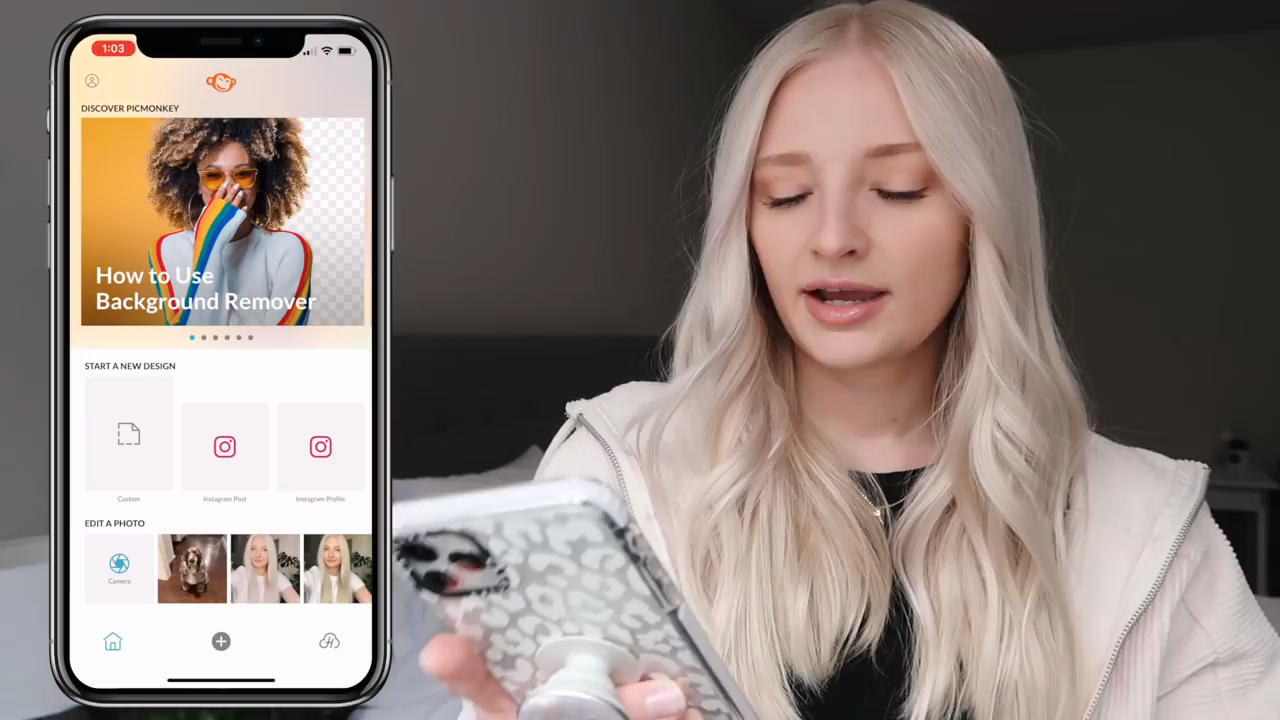 1:03
DISCOVER PICMONKEY
How to Use
Background Remover
START A NEW DESIGN
Custom
Instagram Post
Instagram Profile
EDIT A PHOTO
Camera